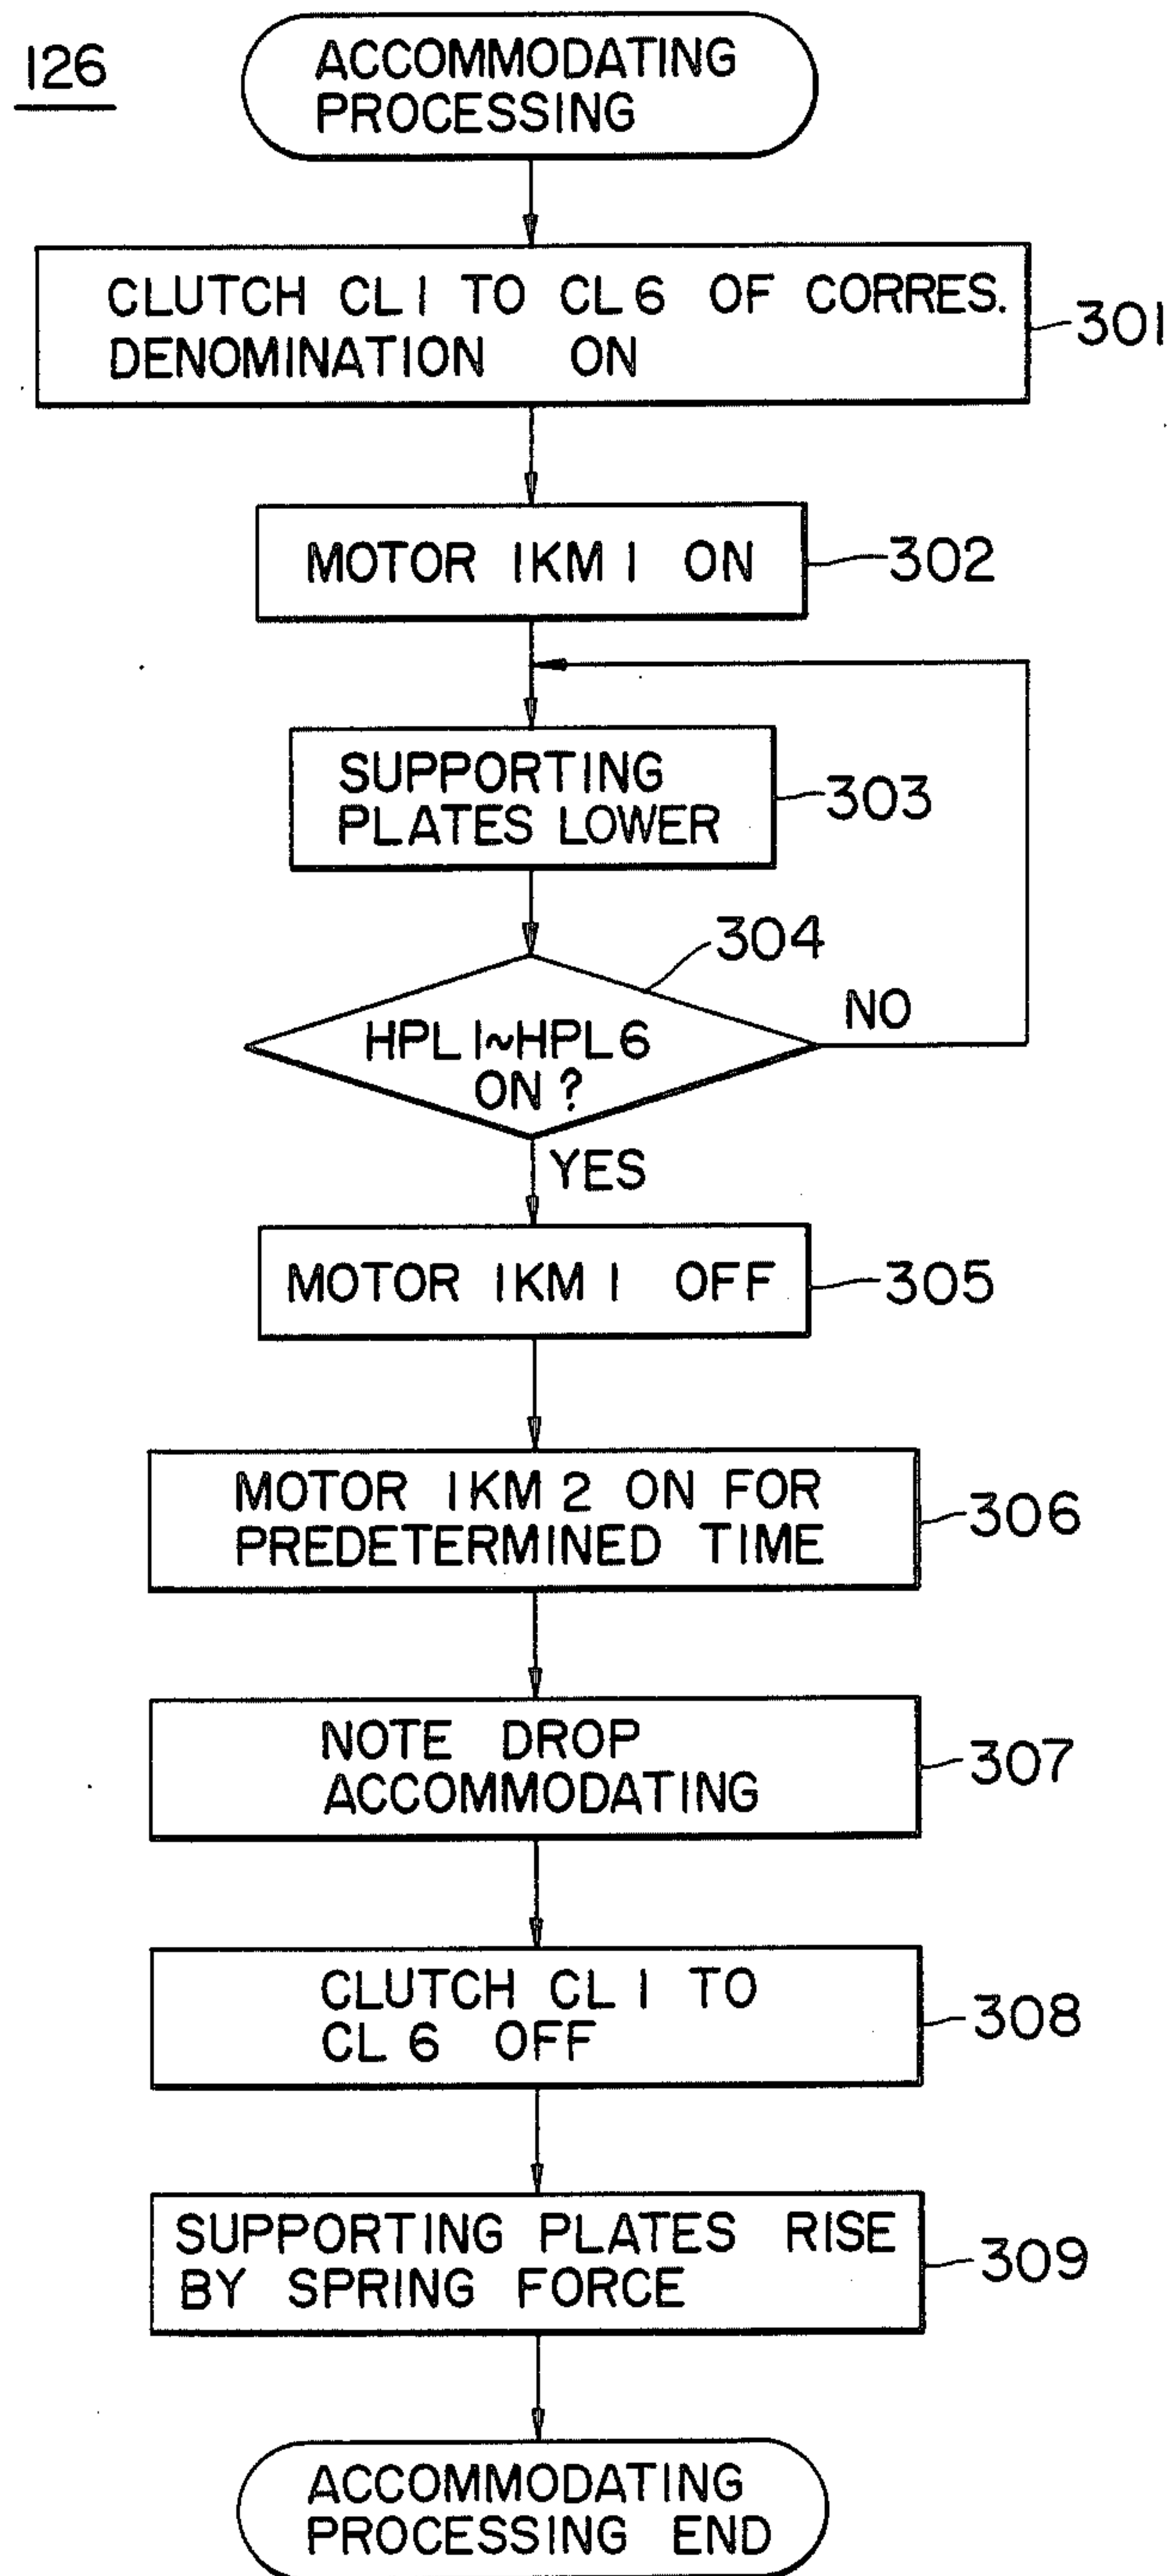 126
ACCOMMODATING
PROCESSING
CLUTCH CL1 TO CL6 OF CORRES.
DENOMINATION ON
301
MOTOR 1KM1 ON
302
SUPPORTING
PLATES LOWER
303
304
HPL1~HPL6
ON?
NO
YES
MOTOR 1KM1 OFF
305
MOTOR 1KM2 ON FOR
PREDETERMINED TIME
306
NOTE DROP
ACCOMMODATING
307
CLUTCH CL1 TO
CL6 OFF
308
SUPPORTING PLATES RISE
BY SPRING FORCE
309
ACCOMMODATING
PROCESSING END